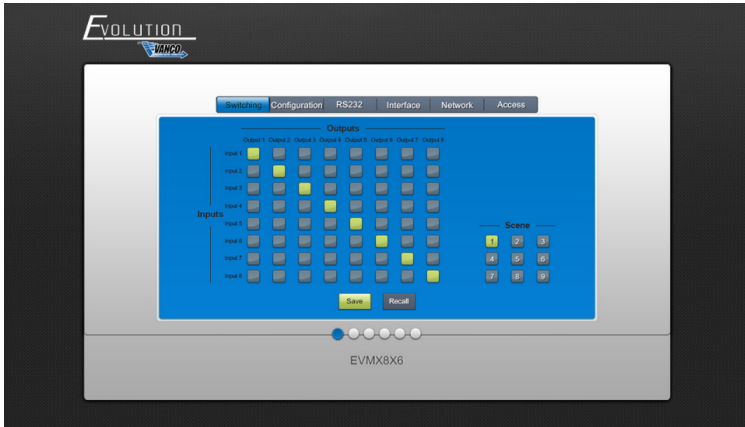 EVOLUTION
VANCO
Switching Configuration RS232 Interface Network Access
Outputs
Output 1 Output 2 Output 3 Output 4 Output 5 Output 6 Output 7 Output 8
Input 1
Input 2
Input 3
Input 4
Inputs
Input 5
Input 6
Input 7
Input 8
Scene
1 2 3
4 5 6
7 8 9
Save Recall
EVMX8X6